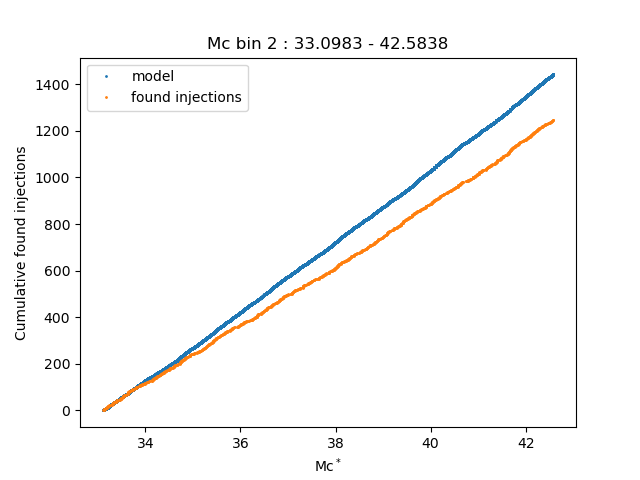 Mc bin 2 : 33.0983 - 42.5838
model
found injections
1400
1200
1000
800
600
400
200
0
Cumulative found injections
34
36
38
40
42
Mc*